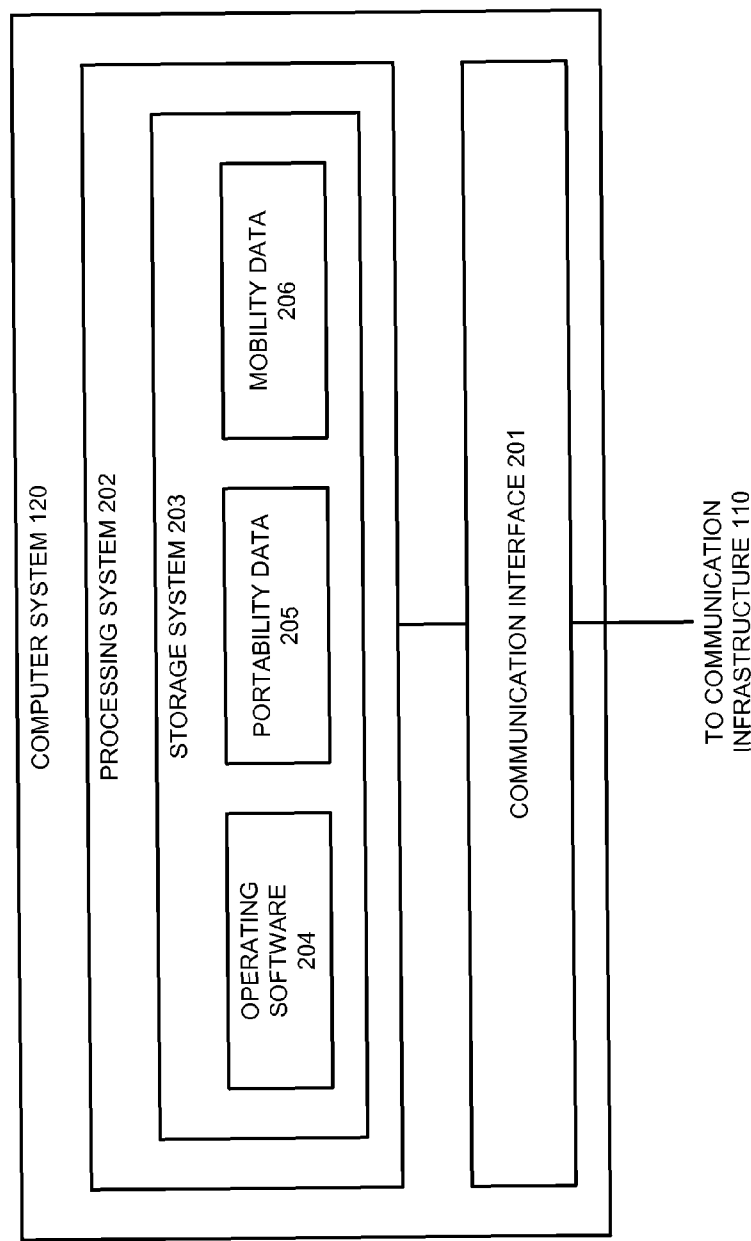 COMPUTER SYSTEM 120
PROCESSING SYSTEM 202
STORAGE SYSTEM 203
OPERATING
SOFTWARE
204
PORTABILITY DATA
205
MOBILITY DATA
206
COMMUNICATION INTERFACE 201
TO COMMUNICATION
INFRASTRUCTURE 110